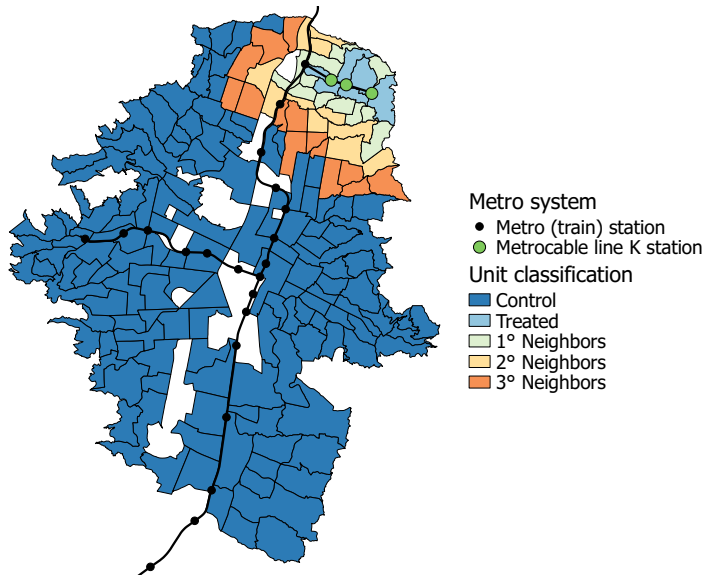 Metro system
Metro (train) station
Metrocable line K station
Unit classification
Control
Treated
1° Neighbors
2° Neighbors
3° Neighbors